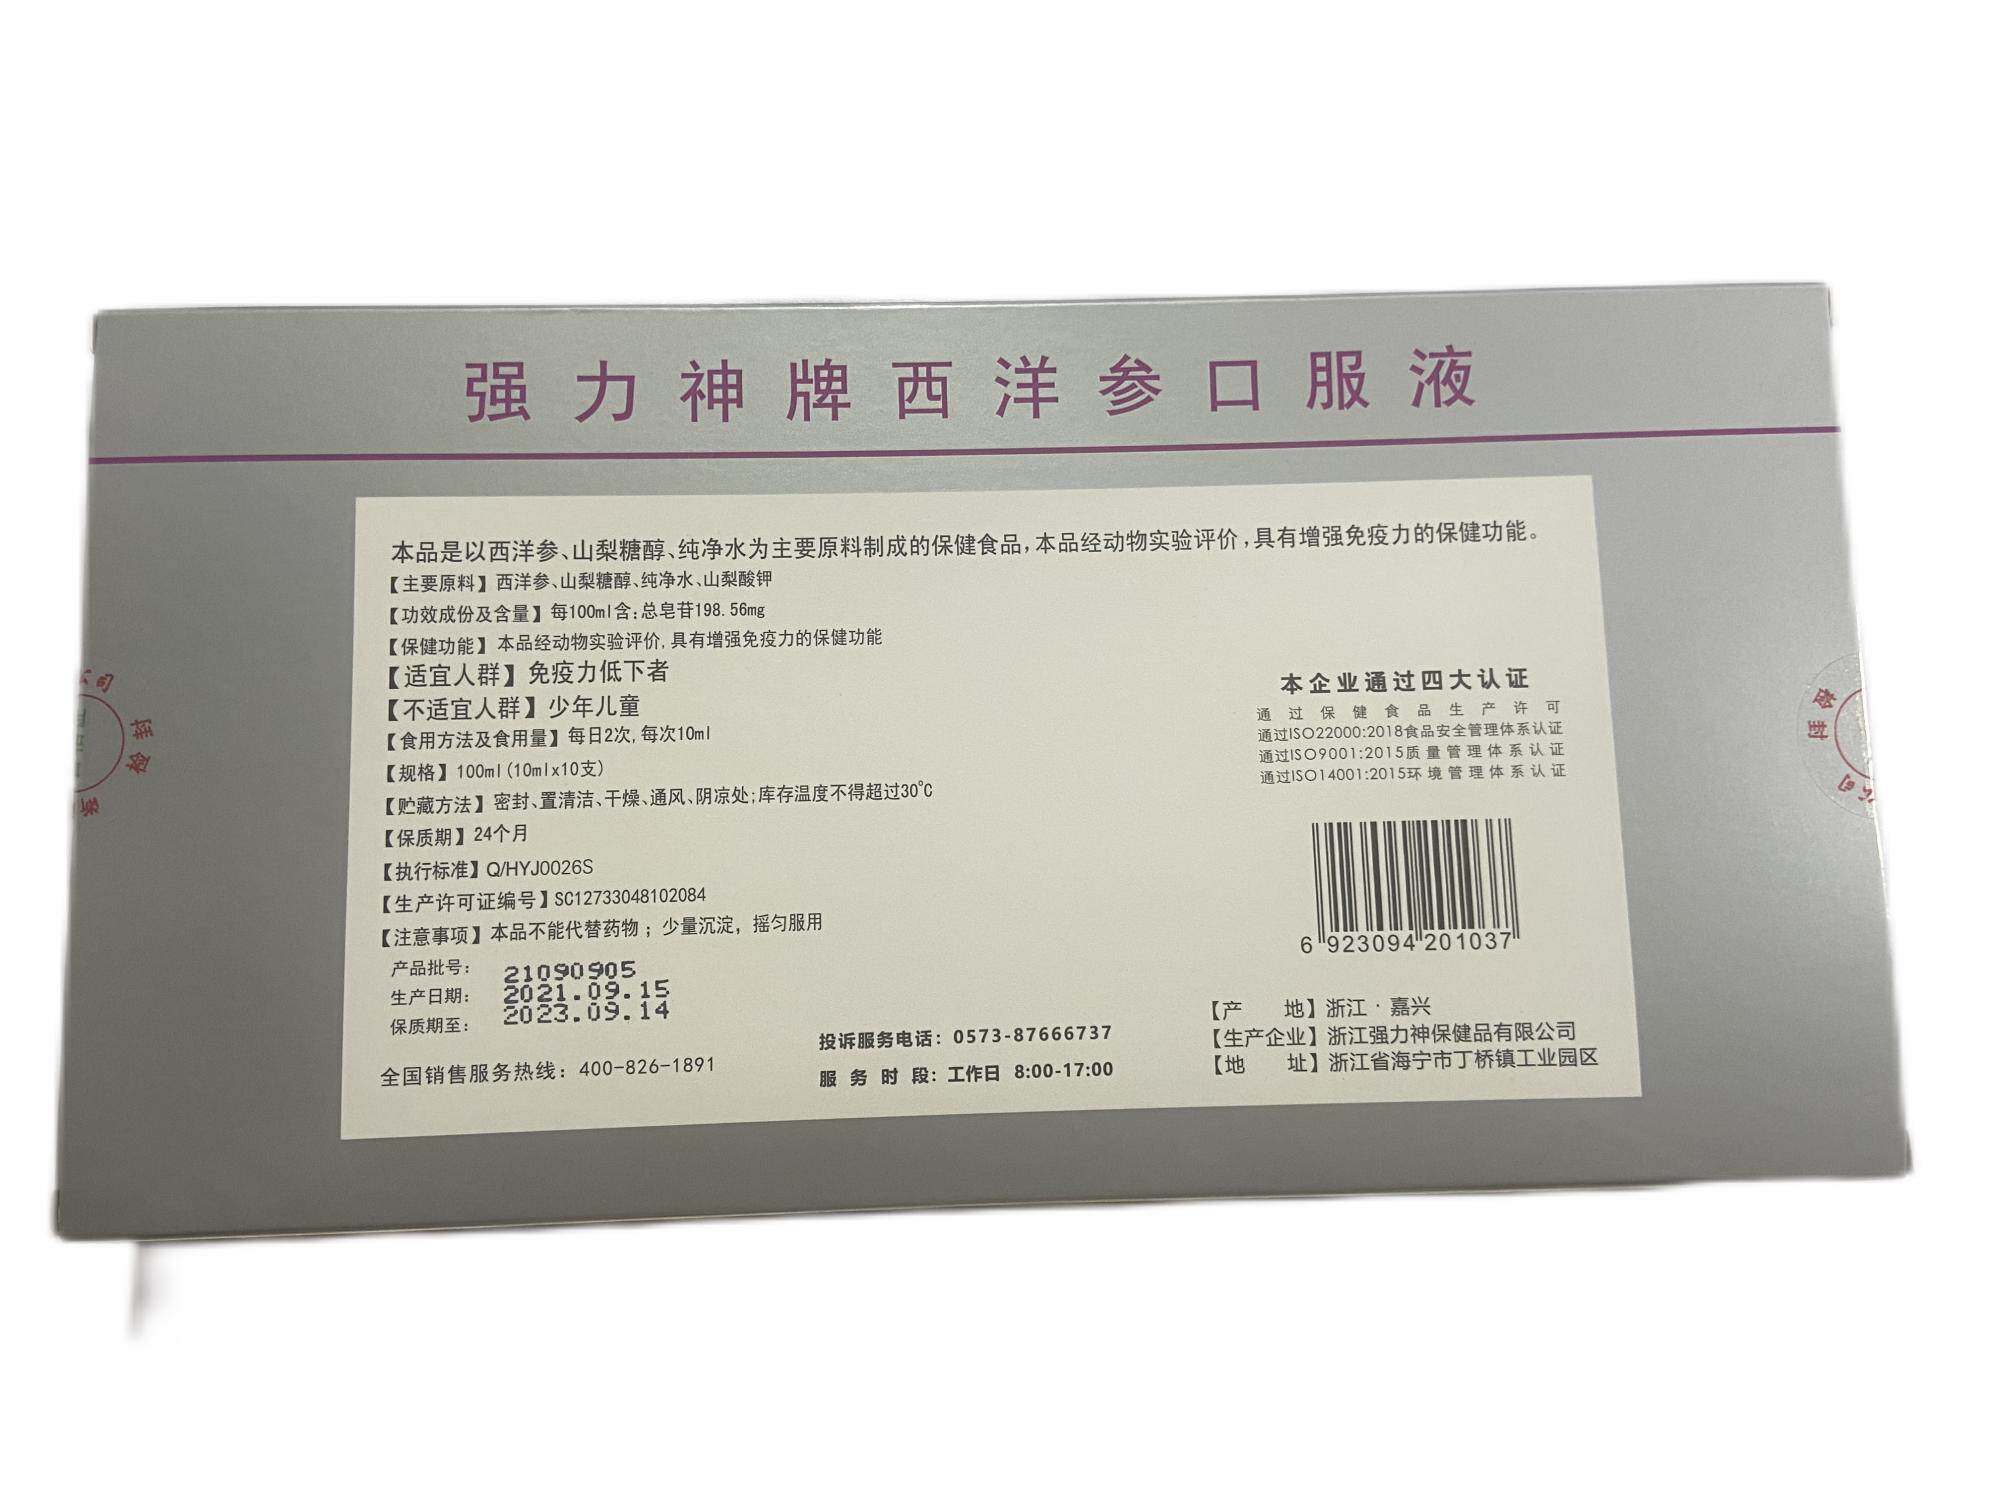 强力神牌西洋参口服液
本品是以西洋参、山梨糖醇、纯净水为主要原料制成的保健食品,本品经动物实验评价,具有增强免疫力的保健功能。
【主要原料】西洋参、山梨糖醇、纯净水、山梨酸钾
【功效成份及含量】每100ml含:总皂苷198.56mg
【保健功能】本品经动物实验评价,具有增强免疫力的保健功能
【适宜人群】免疫力低下者
【不适宜人群】少年儿童
【食用方法及食用量】每日2次,每次10ml
【规格】100ml(10mlx10支)
【贮藏方法】密封、置清洁、干燥、通风、阴凉处;库存温度不得超过30℃
【保质期】24个月
【执行标准】Q/HYJ0026S
【生产许可证编号】SC12733048102084
【注意事项】本品不能代替药物；少量沉淀，摇匀服用
产品批号: 21090905
生产日期: 2021.09.15
保质期至: 2023.09.14
全国销售服务热线：400-826-1891
投诉服务电话：0573-87666737
服务时段：工作日 8:00-17:00
本企业通过四大认证
通过保健食品生产许可
通过ISO22000:2018食品安全管理体系认证
通过ISO9001:2015质量管理体系认证
通过ISO14001:2015环境管理体系认证
6 923094 201037
【产 地】浙江·嘉兴
【生产企业】浙江强力神保健品有限公司
【地 址】浙江省海宁市丁桥镇工业园区
公司
检封
检封
公司